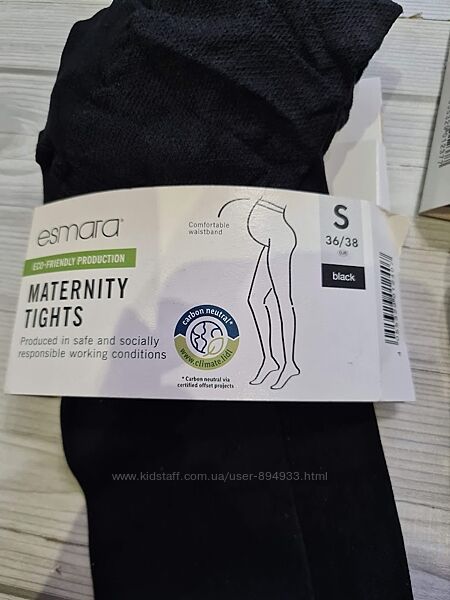 esmara®
ECO-FRIENDLY PRODUCTION
MATERNITY
TIGHTS
Produced in safe and socially
responsible working conditions
Comfortable
waistband
S
36/38
EUR
black
carbon neutral*
www.climate.lidl
* Carbon neutral via
certified offset projects
www.kidstaff.com.ua/user-894933.html